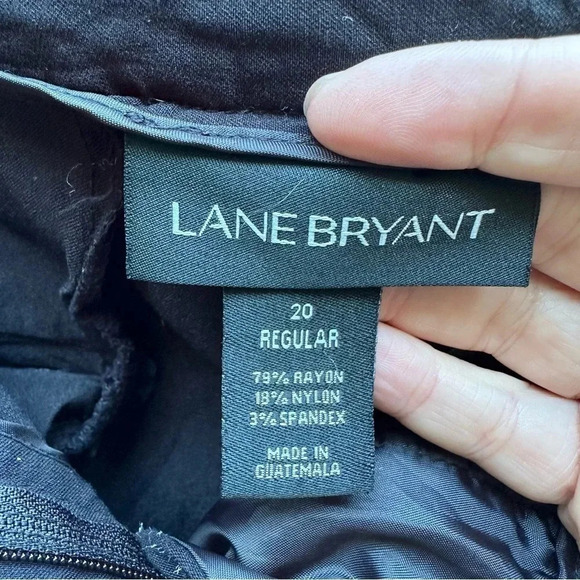 LANE BRYANT
20
REGULAR
79% RAYON
18% NYLON
3% SPANDEX
MADE IN
GUATEMALA